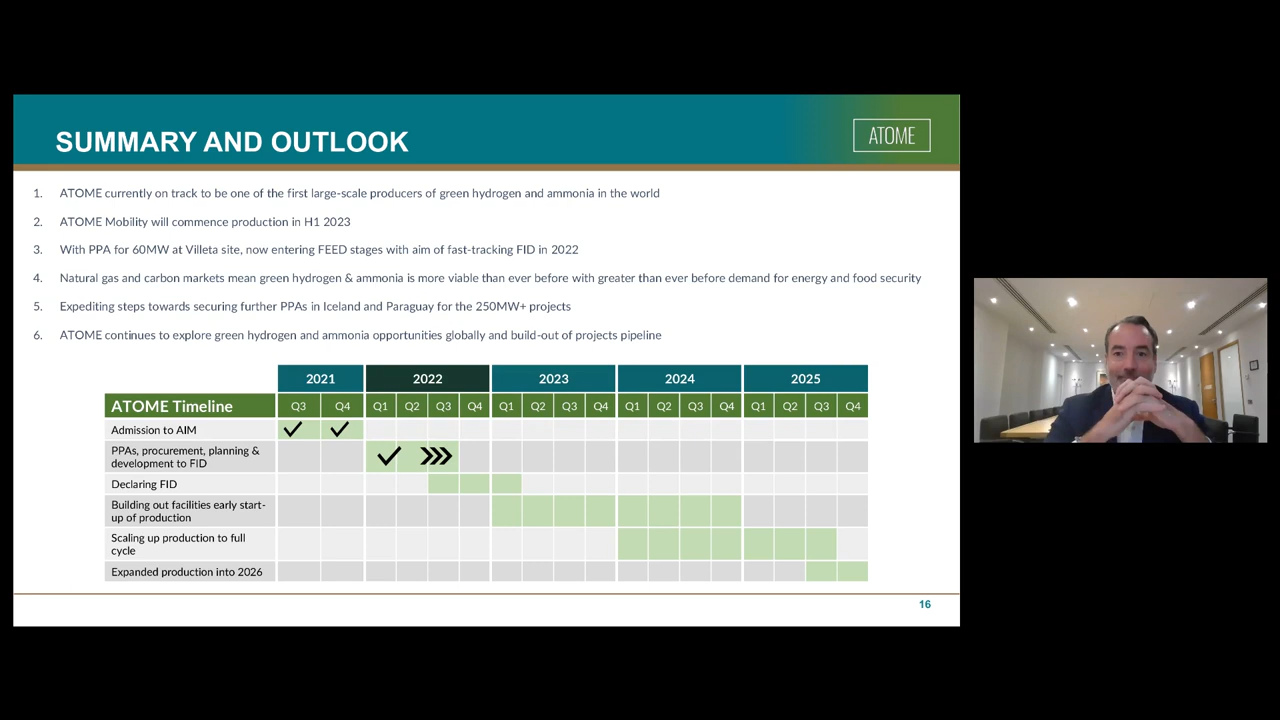 SUMMARY AND OUTLOOK
ATOME
1. ATOME currently on track to be one of the first large-scale producers of green hydrogen and ammonia in the world
2. ATOME Mobility will commence production in H1 2023
3. With PPA for 60MW at Villeta site, now entering FEED stages with aim of fast-tracking FID in 2022
4. Natural gas and carbon markets mean green hydrogen & ammonia is more viable than ever before with greater than ever before demand for energy and food security
5. Expediting steps towards securing further PPAs in Iceland and Paraguay for the 250MW+ projects
6. ATOME continues to explore green hydrogen and ammonia opportunities globally and build-out of projects pipeline
2021 2022 2023 2024 2025
ATOME Timeline Q3 Q4 Q1 Q2 Q3 Q4 Q1 Q2 Q3 Q4 Q1 Q2 Q3 Q4 Q1 Q2 Q3 Q4
Admission to AIM
PPAs, procurement, planning &
development to FID
Declaring FID
Building out facilities early start-
up of production
Scaling up production to full
cycle
Expanded production into 2026
16